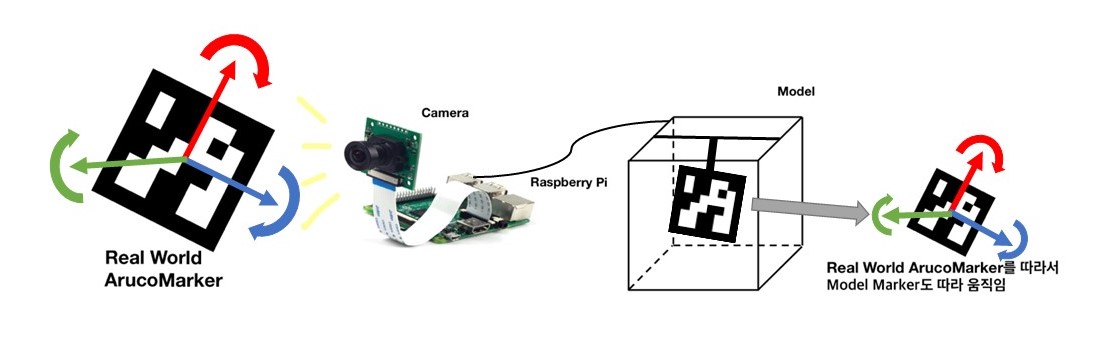 Real World
ArucoMarker
Camera
Raspberry Pi
Model
Real World ArucoMarker를 따라서
Model Marker도 따라 움직임